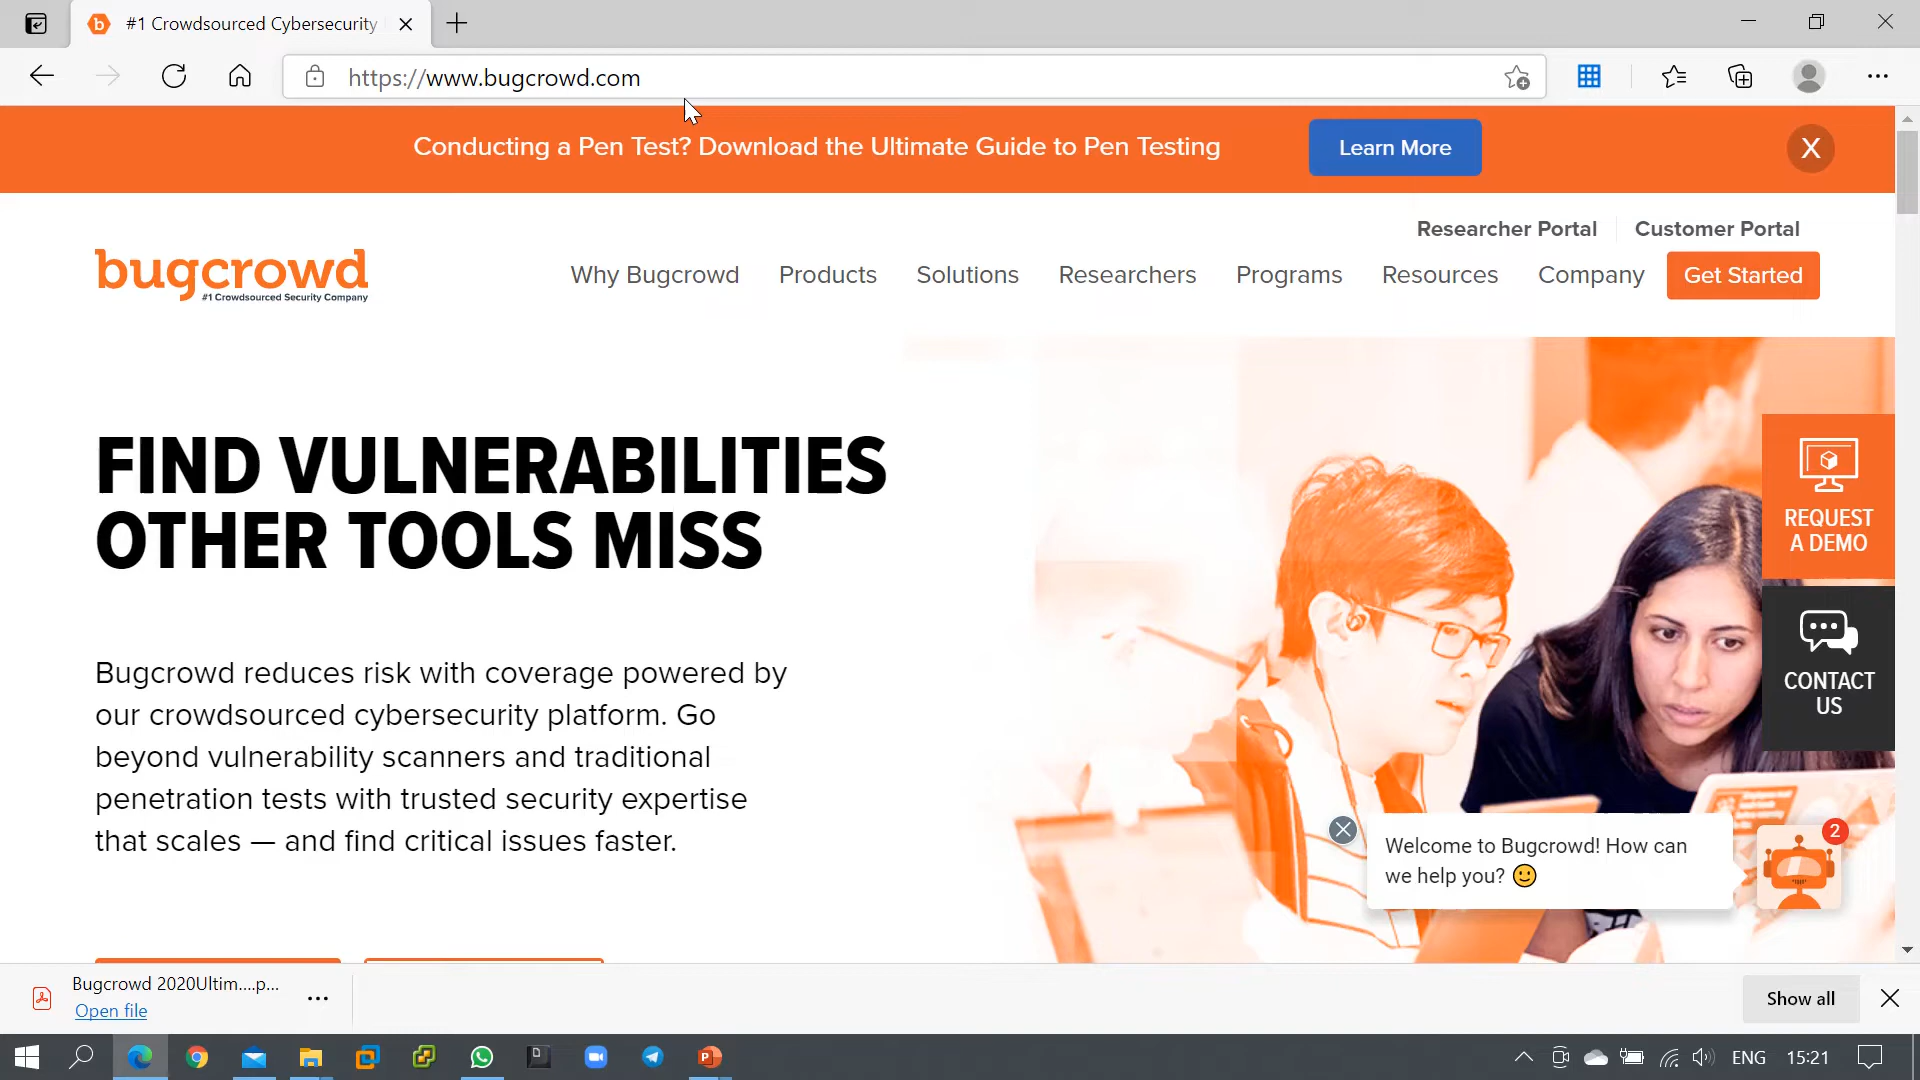 #1 Crowdsourced Cybersecurity
https://www.bugcrowd.com
Conducting a Pen Test? Download the Ultimate Guide to Pen Testing
Learn More
X
Researcher Portal
Customer Portal
bugcrowd
#1 Crowdsourced Security Company
Why Bugcrowd
Products
Solutions
Researchers
Programs
Resources
Company
Get Started
FIND VULNERABILITIES
OTHER TOOLS MISS
REQUEST
A DEMO
CONTACT
US
Bugcrowd reduces risk with coverage powered by
our crowdsourced cybersecurity platform. Go
beyond vulnerability scanners and traditional
penetration tests with trusted security expertise
that scales — and find critical issues faster.
Welcome to Bugcrowd! How can
we help you? 🙂
2
Bugcrowd 2020Ultim....p...
Open file
Show all
ENG
15:21